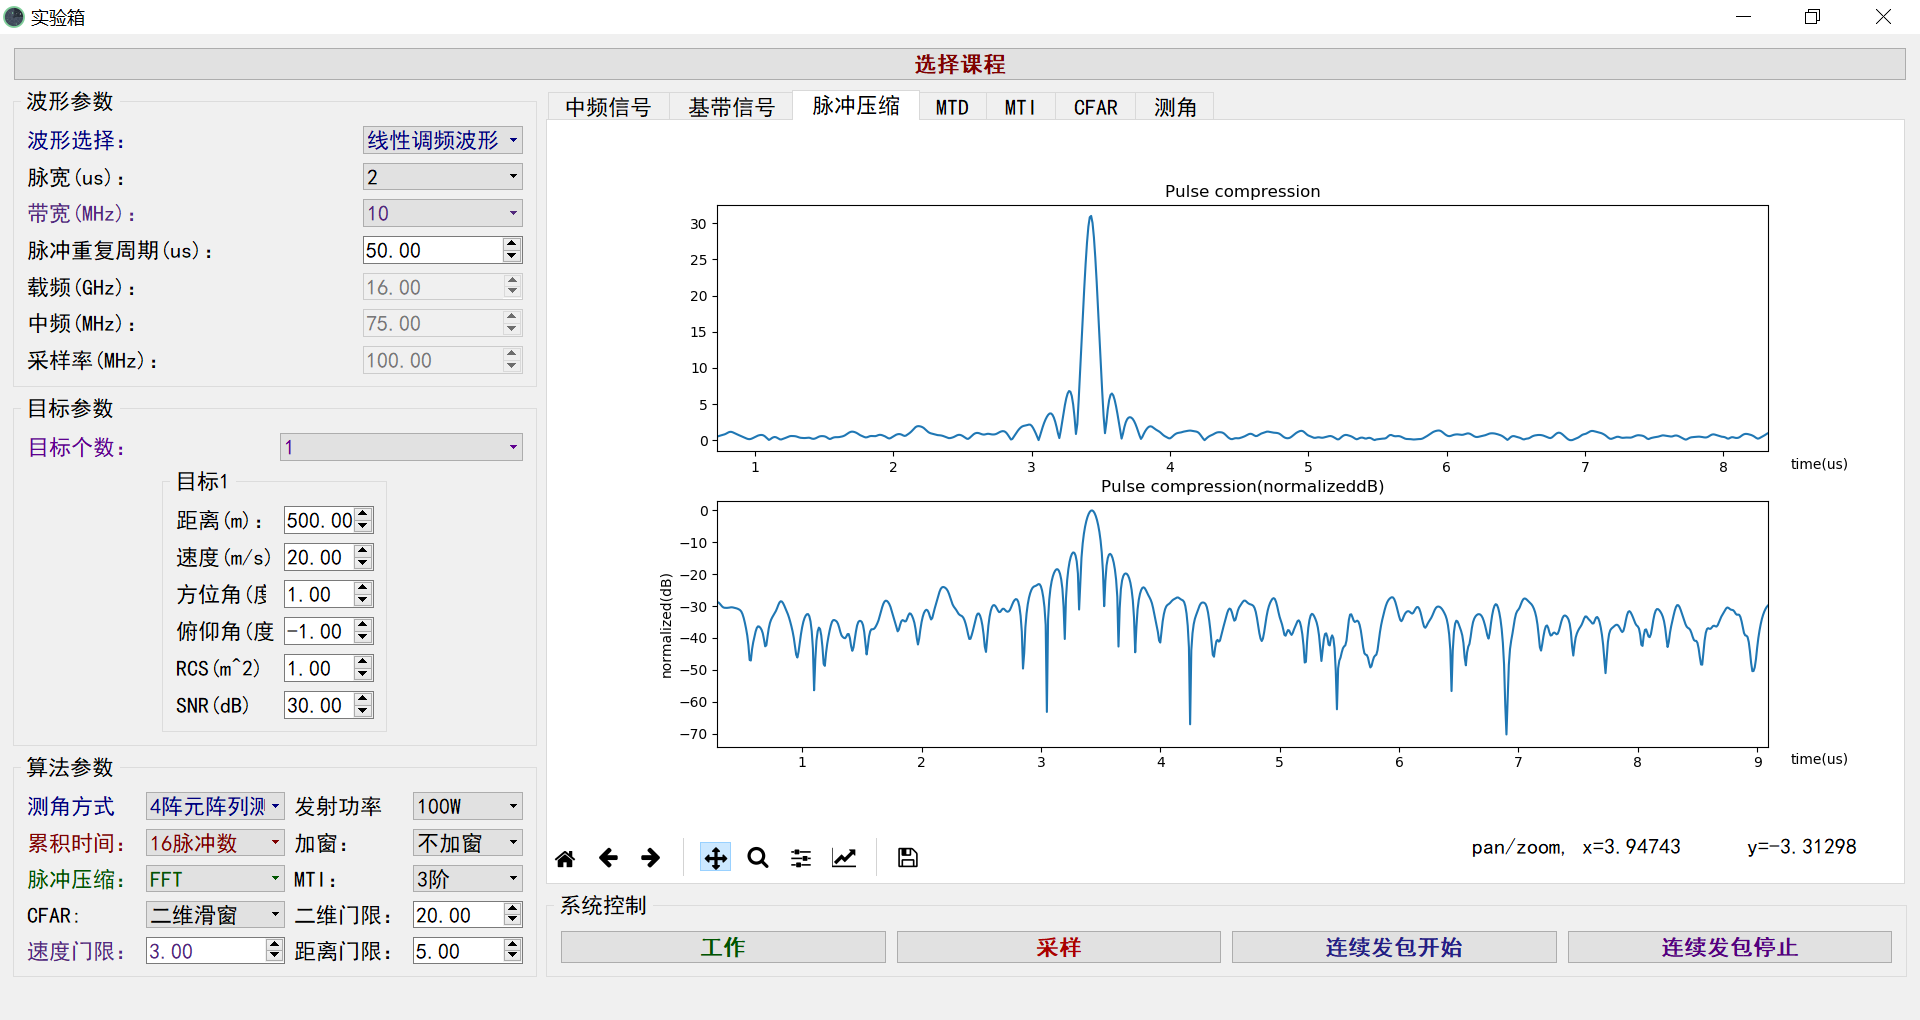 实验箱
选择课程
波形参数
波形选择: 线性调频波形
脉宽(us): 2
带宽(MHz): 10
脉冲重复周期(us): 50.00
载频(GHz): 16.00
中频(MHz): 75.00
采样率(MHz): 100.00
目标参数
目标个数: 1
目标1
距离(m): 500.00
速度(m/s) 20.00
方位角(度 1.00
俯仰角(度 -1.00
RCS(m^2) 1.00
SNR(dB) 30.00
算法参数
测角方式 4阵元阵列测 发射功率 100W
累积时间: 16脉冲数 加窗: 不加窗
脉冲压缩: FFT MTI: 3阶
CFAR: 二维滑窗 二维门限: 20.00
速度门限: 3.00 距离门限: 5.00
中频信号 基带信号 脉冲压缩 MTD MTI CFAR 测角
Pulse compression
30
25
20
15
10
5
0
1 2 3 4 5 6 7 8 time(us)
Pulse compression(normalizeddB)
normalized(dB)
0
−10
−20
−30
−40
−50
−60
−70
1 2 3 4 5 6 7 8 9 time(us)
pan/zoom, x=3.94743 y=-3.31298
系统控制
工作 采样 连续发包开始 连续发包停止